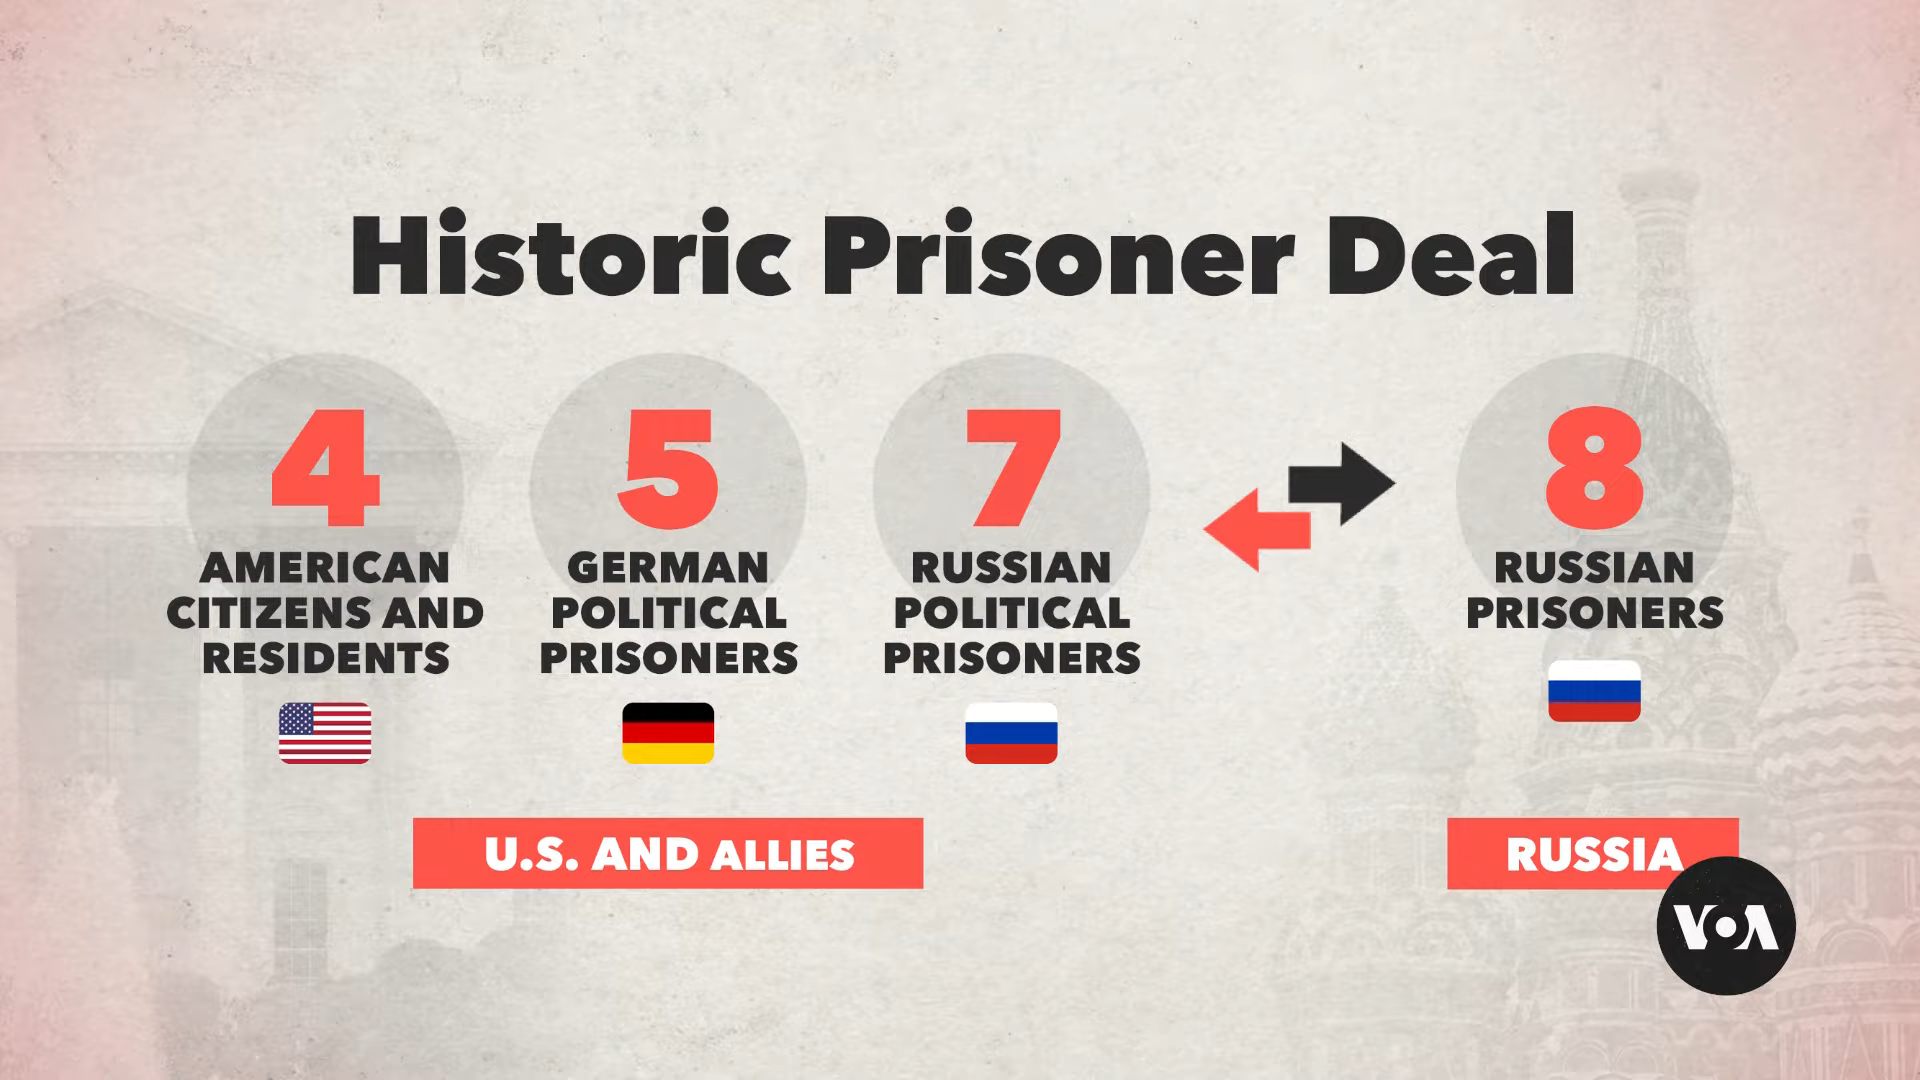 Historic Prisoner Deal
4
AMERICAN
CITIZENS AND
RESIDENTS
5
GERMAN
POLITICAL
PRISONERS
7
RUSSIAN
POLITICAL
PRISONERS
8
RUSSIAN
PRISONERS
U.S. AND ALLIES
RUSSIA
VOA